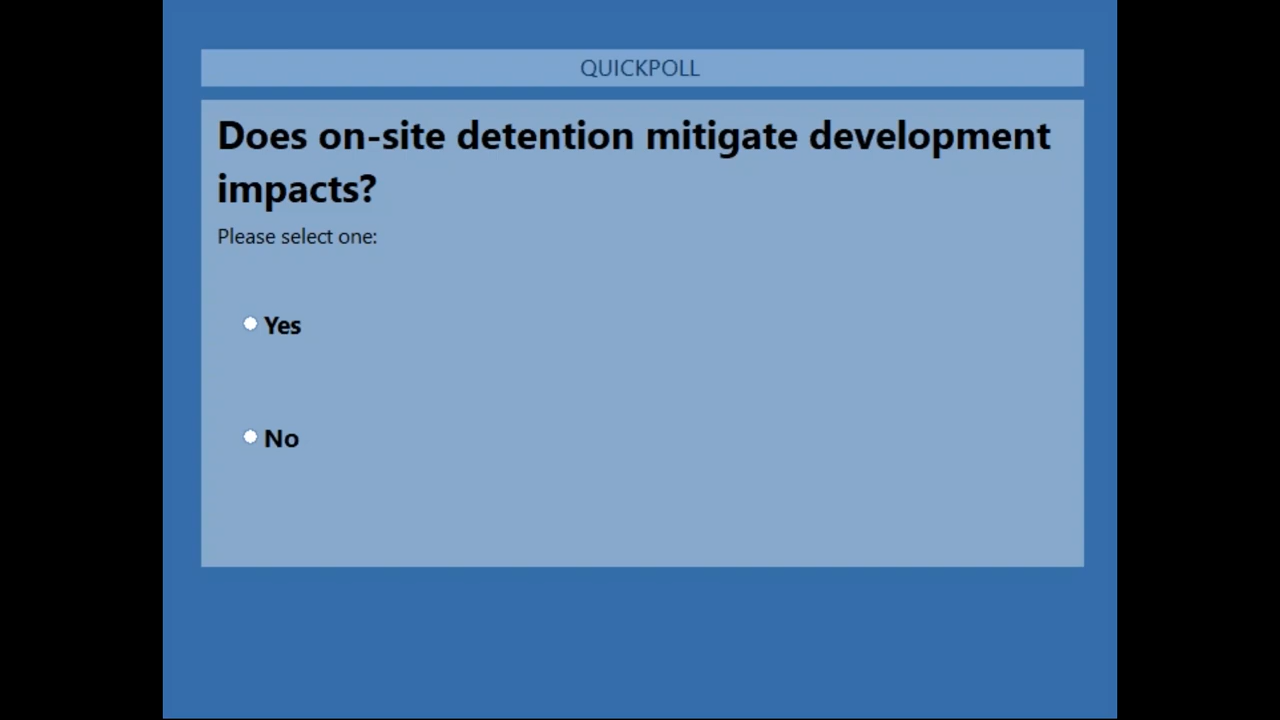 QUICKPOLL
Does on-site detention mitigate development
impacts?
Please select one:
Yes
No